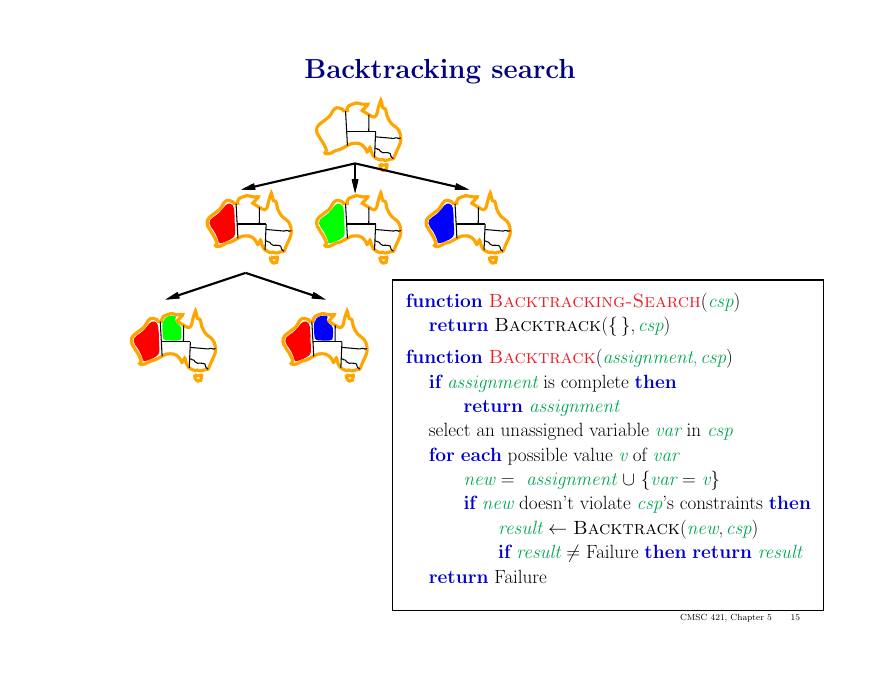 Backtracking search
function Backtracking-Search(csp)
return Backtrack({ }, csp)
function Backtrack(assignment, csp)
if assignment is complete then
return assignment
select an unassigned variable var in csp
for each possible value v of var
new = assignment ∪ {var = v}
if new doesn't violate csp's constraints then
result ← Backtrack(new, csp)
if result ≠ Failure then return result
return Failure
CMSC 421, Chapter 5 15